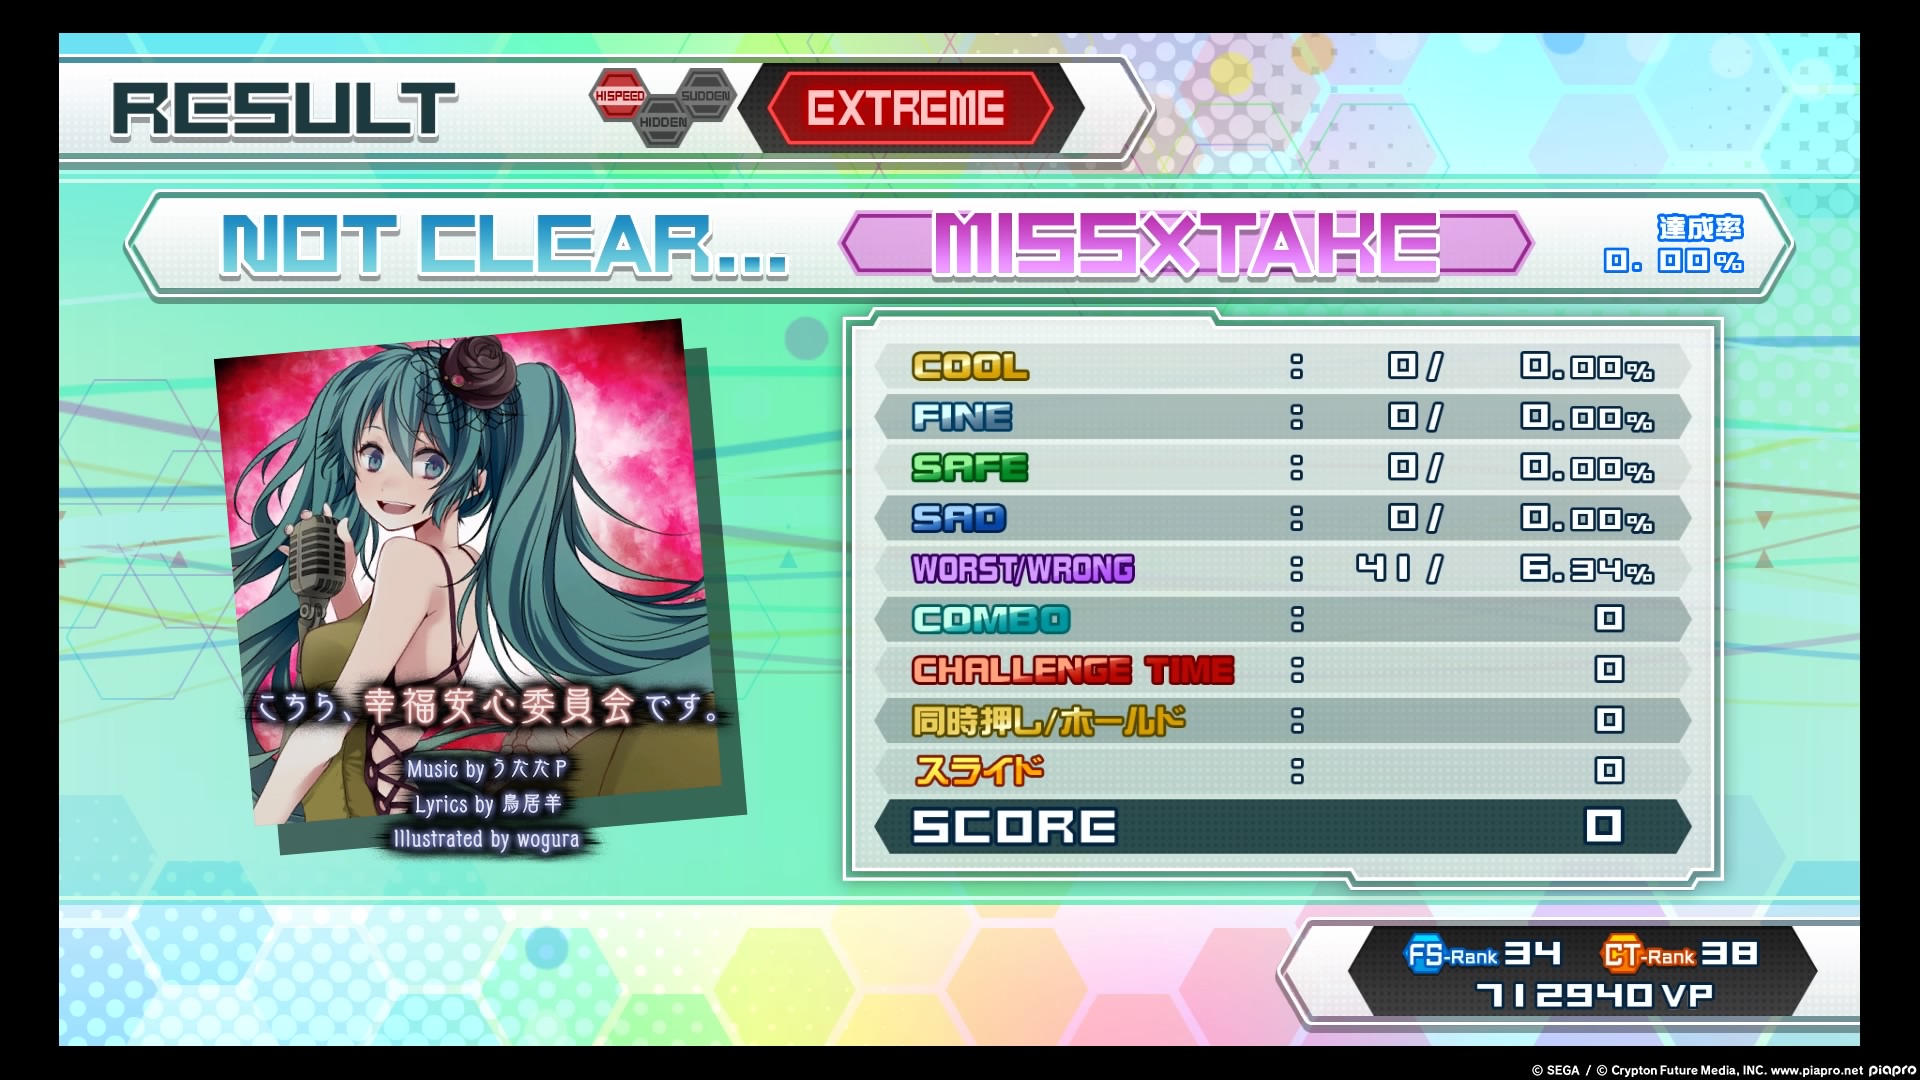 RESULT
HISPEED
SUDDEN
HIDDEN
EXTREME
NOT CLEAR...
MISS×TAKE
達成率
0.00%
COOL : 0/ 0.00%
FINE : 0/ 0.00%
SAFE : 0/ 0.00%
SAD : 0/ 0.00%
WORST/WRONG : 41/ 6.34%
COMBO : 0
CHALLENGE TIME : 0
同時押し/ホールド : 0
スライド : 0
SCORE 0
こちら、幸福安心委員会です。
Music by うたたP
Lyrics by 鳥居羊
Illustrated by wogura
FS-Rank 34 CT-Rank 38
712940VP
© SEGA / © Crypton Future Media, INC. www.piapro.net piapro